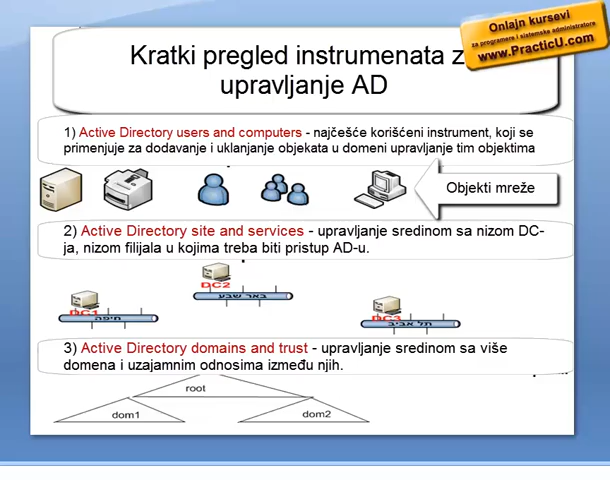 Onlajn kursevi
za programere i sistemske administratore
www.PracticU.com
Kratki pregled instrumenata z
upravljanje AD
1) Active Directory users and computers - najčešće korišćeni instrument, koji se
primenjuje za dodavanje i uklanjanje objekata u domeni upravljanje tim objektima
Objekti mreže
2) Active Directory site and services - upravljanje sredinom sa nizom DC-
ja, nizom filijala u kojima treba biti pristup AD-u.
DC2
באר שבע
DC1
חיפה
DC3
תל אביב
3) Active Directory domains and trust - upravljanje sredinom sa više
domena i uzajamnim odnosima između njih.
root
dom1
dom2